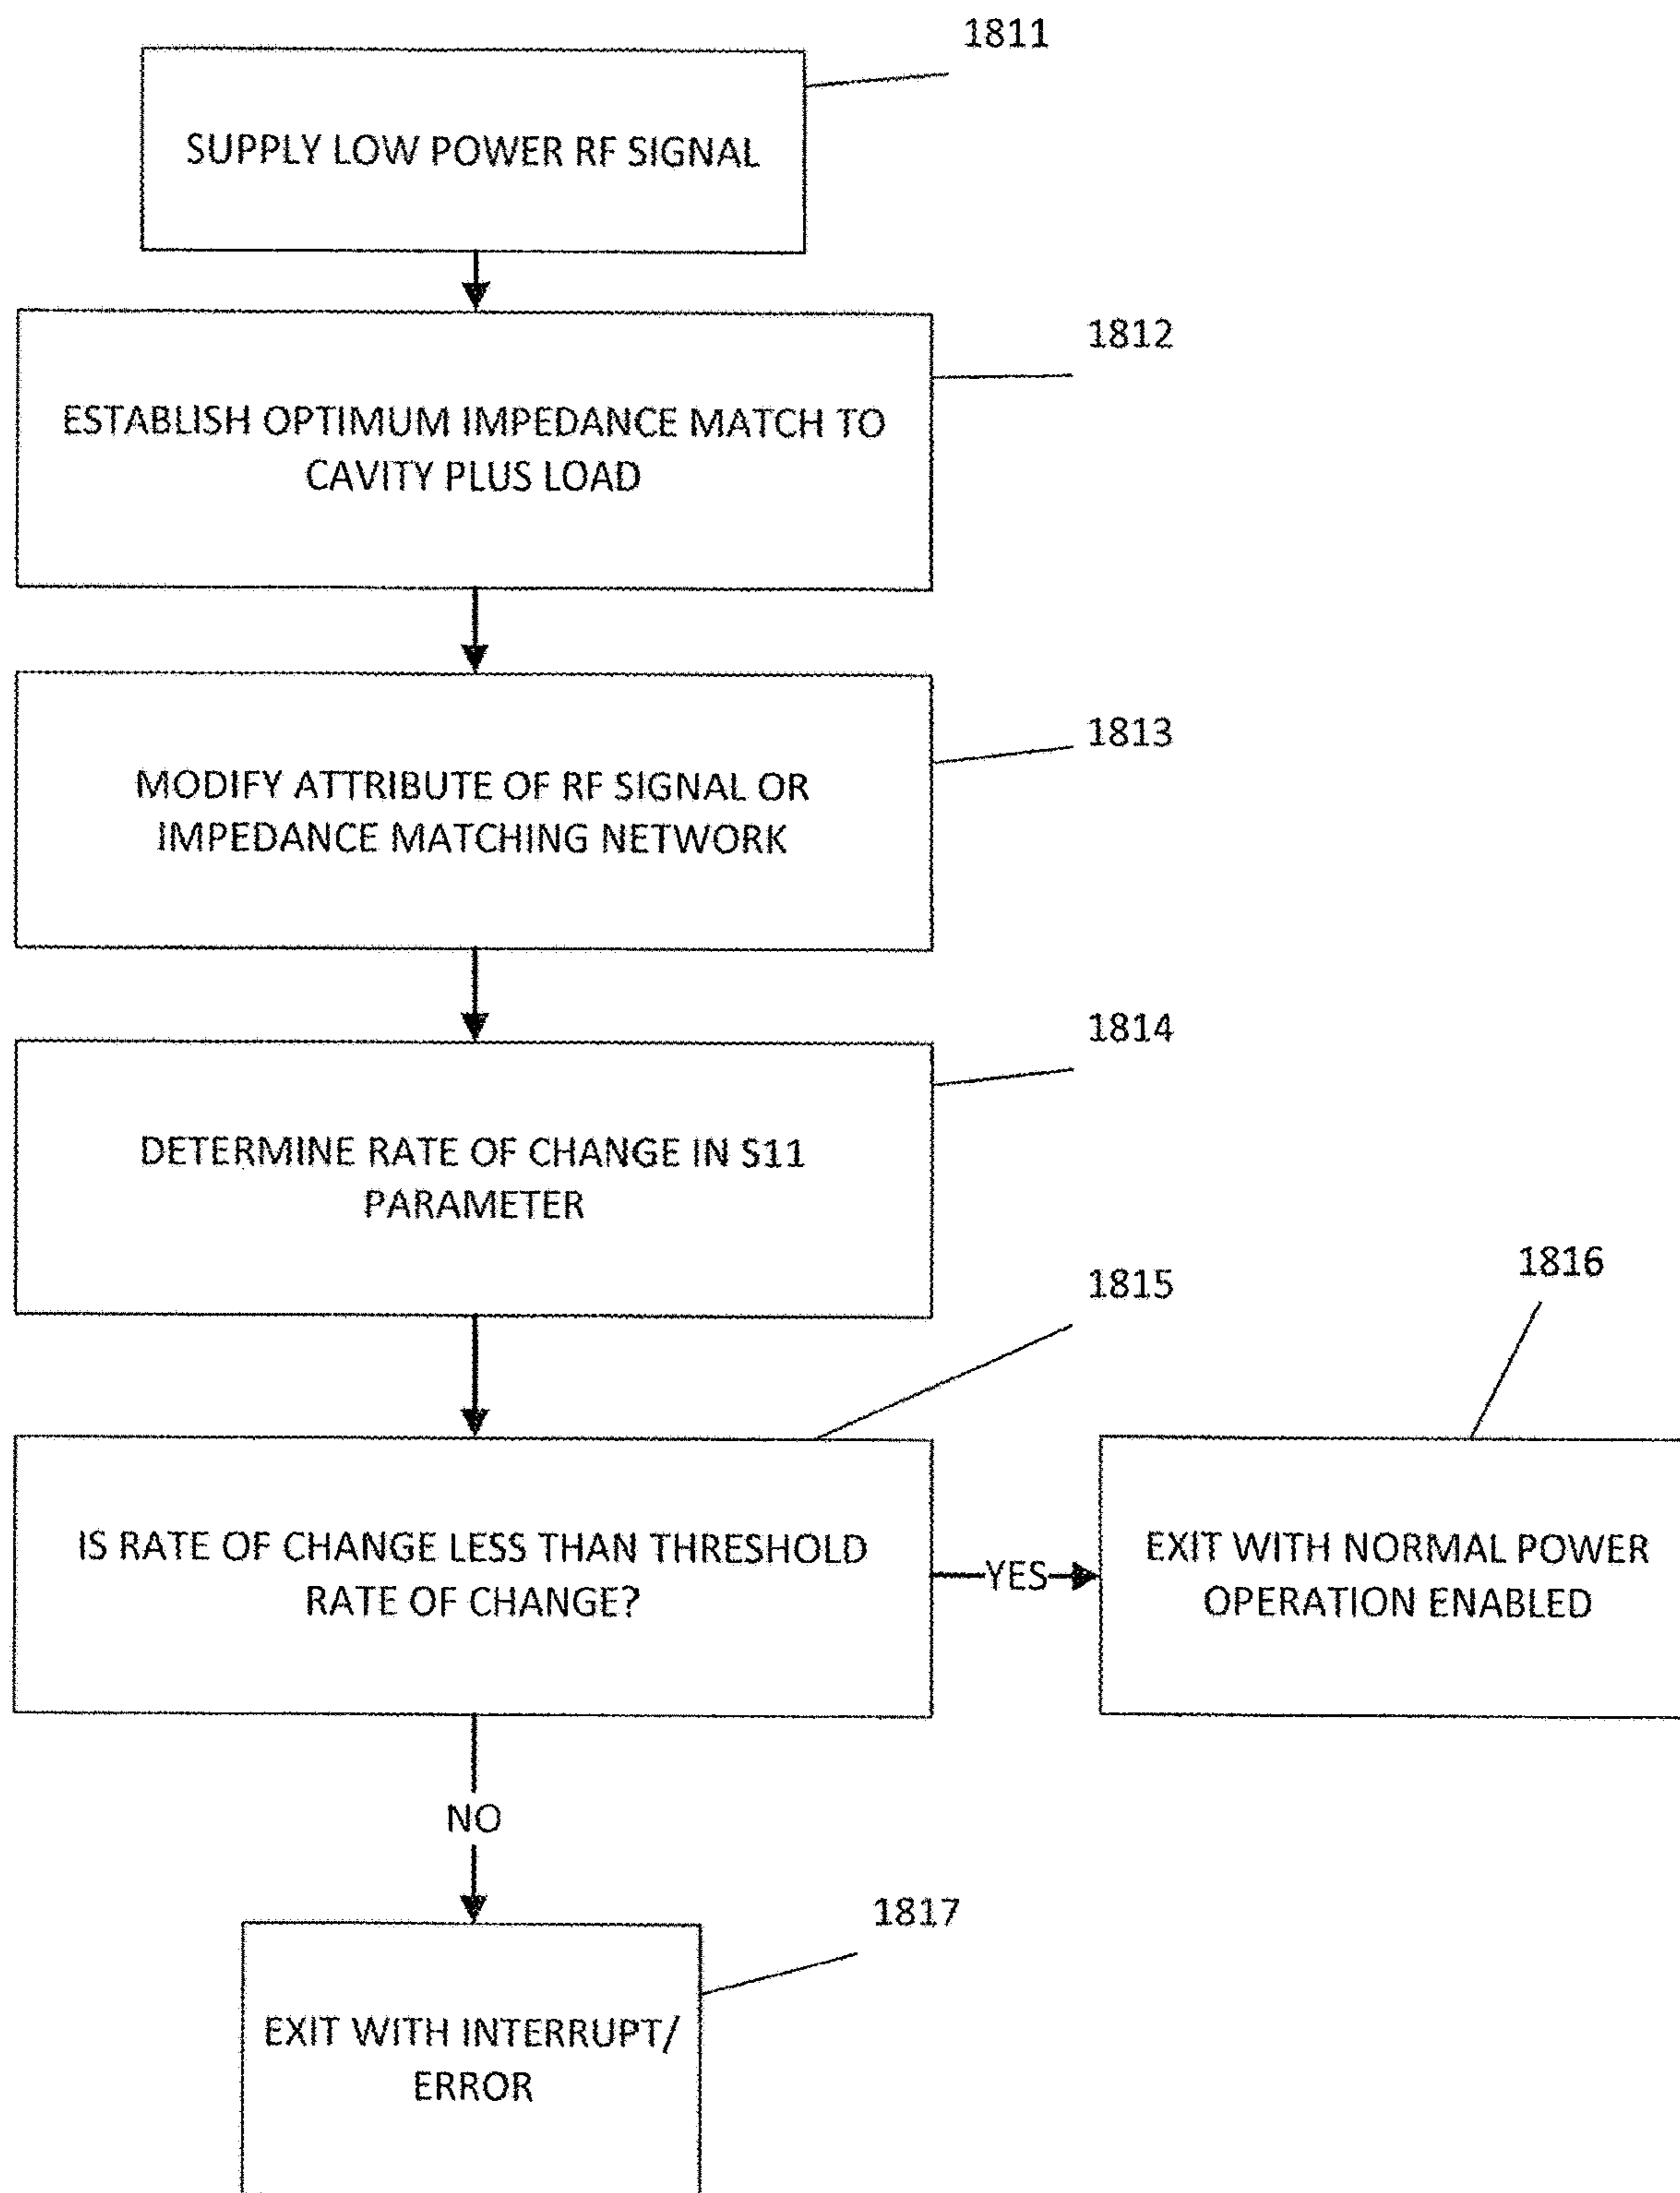 1811
SUPPLY LOW POWER RF SIGNAL
1812
ESTABLISH OPTIMUM IMPEDANCE MATCH TO
CAVITY PLUS LOAD
1813
MODIFY ATTRIBUTE OF RF SIGNAL OR
IMPEDANCE MATCHING NETWORK
1814
DETERMINE RATE OF CHANGE IN S11
PARAMETER
1815
1816
IS RATE OF CHANGE LESS THAN THRESHOLD
RATE OF CHANGE?
YES
EXIT WITH NORMAL POWER
OPERATION ENABLED
NO
1817
EXIT WITH INTERRUPT/
ERROR